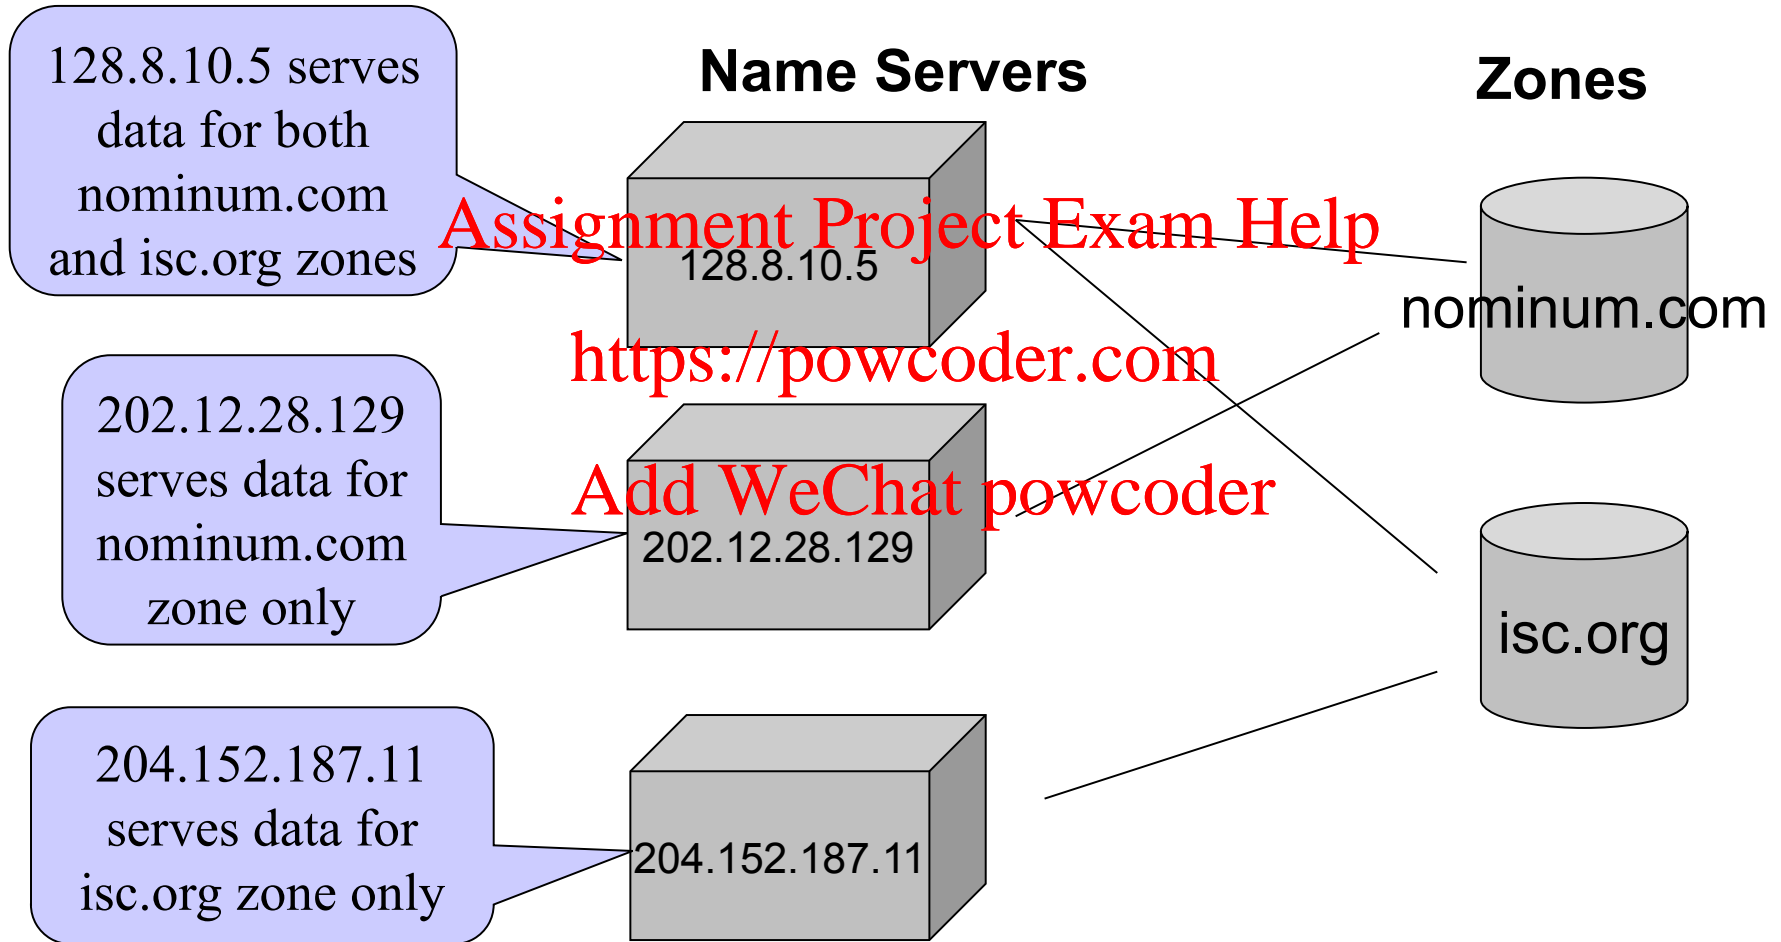 128.8.10.5 serves
data for both
nominum.com
and isc.org zones
Name Servers
Zones
Assignment Project Exam Help
128.8.10.5
nominum.com
https://powcoder.com
202.12.28.129
serves data for
nominum.com
zone only
Add WeChat powcoder
202.12.28.129
isc.org
204.152.187.11
serves data for
isc.org zone only
204.152.187.11